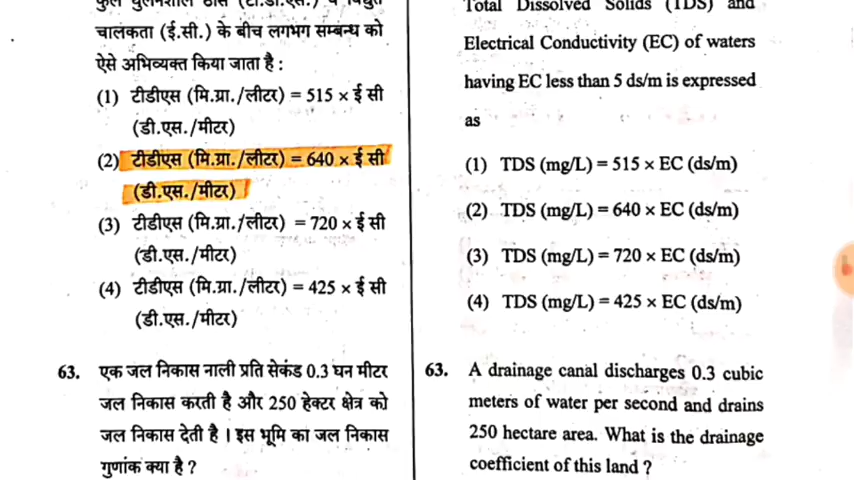 कुल घुलनशील ठोस (टी.डी.एस.) व विद्युत
चालकता (ई.सी.) के बीच लगभग सम्बन्ध को
ऐसे अभिव्यक्त किया जाता है :
(1) टीडीएस (मि.ग्रा./लीटर) = 515 × ई सी
(डी.एस./मीटर)
(2) टीडीएस (मि.ग्रा./लीटर) = 640 × ई सी
(डी.एस./मीटर)
(3) टीडीएस (मि.ग्रा./लीटर) = 720 × ई सी
(डी.एस./मीटर)
(4) टीडीएस (मि.ग्रा./लीटर) = 425 × ई सी
(डी.एस./मीटर)
63. एक जल निकास नाली प्रति सेकंड 0.3 घन मीटर
जल निकास करती है और 250 हेक्टर क्षेत्र को
जल निकास देती है । इस भूमि का जल निकास
गुणांक क्या है ?
Total Dissolved Solids (TDS) and
Electrical Conductivity (EC) of waters
having EC less than 5 ds/m is expressed
as
(1) TDS (mg/L) = 515 × EC (ds/m)
(2) TDS (mg/L) = 640 × EC (ds/m)
(3) TDS (mg/L) = 720 × EC (ds/m)
(4) TDS (mg/L) = 425 × EC (ds/m)
63. A drainage canal discharges 0.3 cubic
meters of water per second and drains
250 hectare area. What is the drainage
coefficient of this land ?